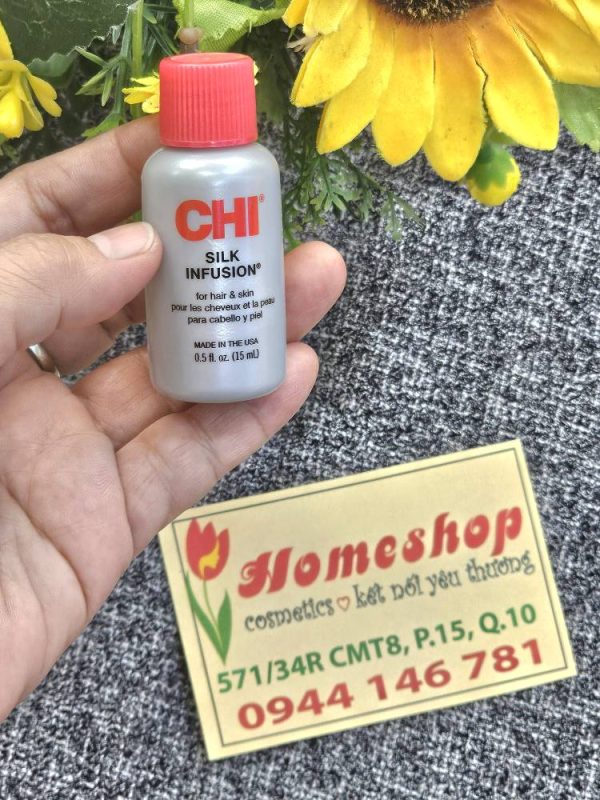 CHI®
SILK
INFUSION®
for hair & skin
pour les cheveux et la peau
para cabello y piel
MADE IN THE USA
0.5 fl. oz. (15 mL)
Homeshop
cosmetics♡ kết nối yêu thương
571/34R CMT8, P.15, Q.10
0944 146 781